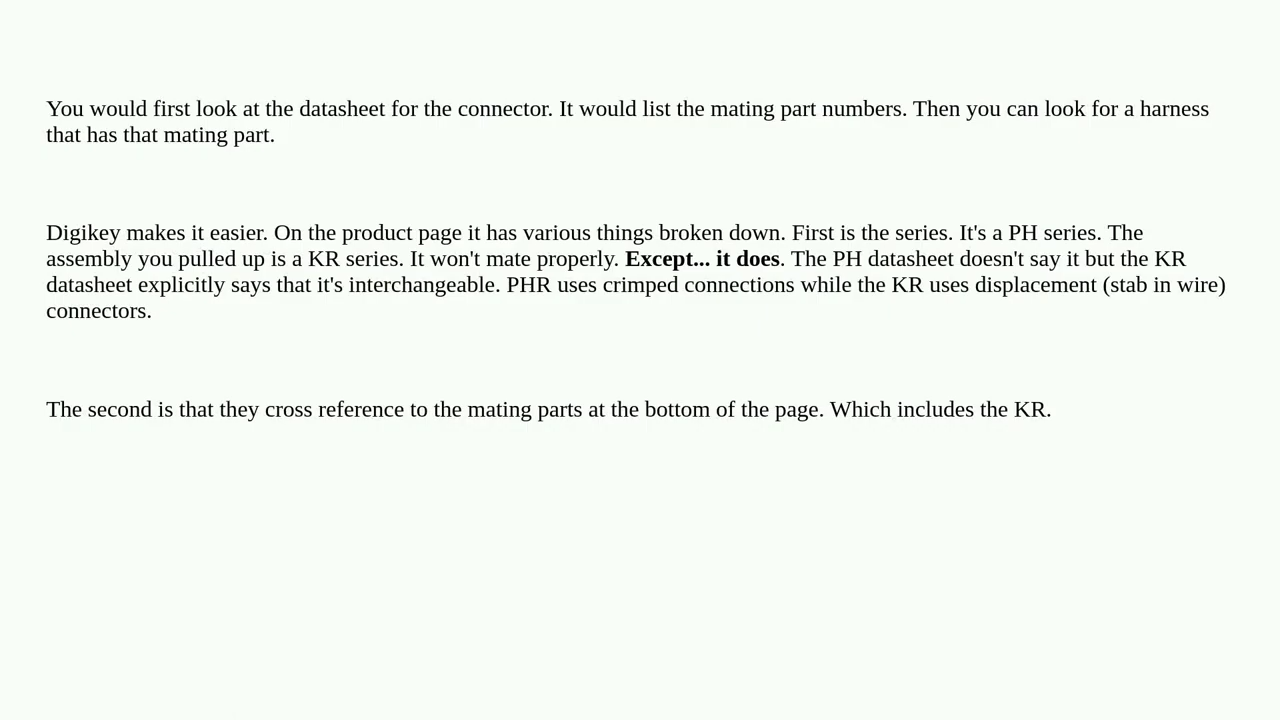 You would first look at the datasheet for the connector. It would list the mating part numbers. Then you can look for a harness
that has that mating part.
Digikey makes it easier. On the product page it has various things broken down. First is the series. It's a PH series. The
assembly you pulled up is a KR series. It won't mate properly. Except... it does. The PH datasheet doesn't say it but the KR
datasheet explicitly says that it's interchangeable. PHR uses crimped connections while the KR uses displacement (stab in wire)
connectors.
The second is that they cross reference to the mating parts at the bottom of the page. Which includes the KR.